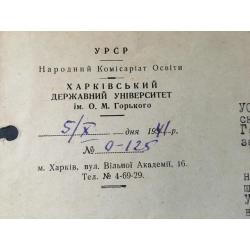 УРСР
Народний Комісаріат Освіти
ХАРКІВСЬКИЙ
ДЕРЖАВНИЙ УНІВЕРСИТЕТ
ім. О. М. Горького
5/X дня 1941 р.
№ 0-125
м. Харків, вул. Вільної Академії, 16.
Тел. № 4-69-29.